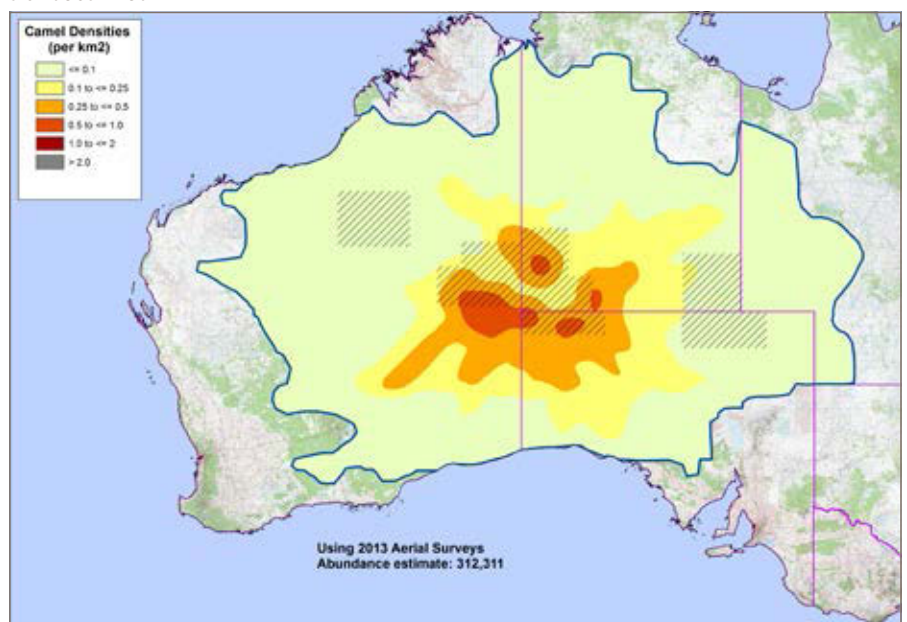 Camel Densities
(per km2)
<= 0.1
0.1 to <= 0.25
0.25 to <= 0.5
0.5 to <= 1.0
1.0 to <= 2
> 2.0
Using 2013 Aerial Surveys
Abundance estimate: 312,311